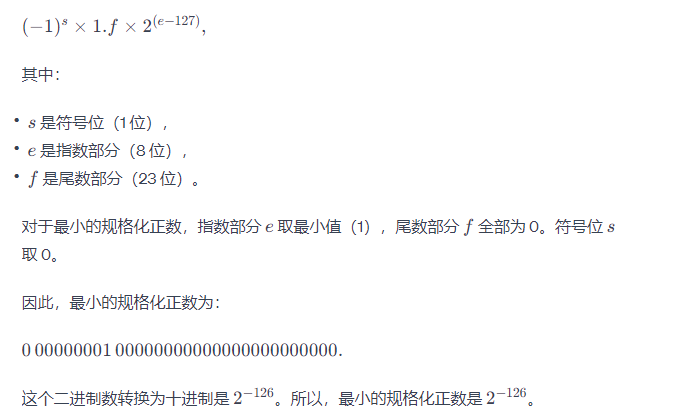 $(-1)^s \times 1.f \times 2^{(e-127)}$,
其中：
• $s$ 是符号位（1 位），
• $e$ 是指数部分（8 位），
• $f$ 是尾数部分（23 位）。
对于最小的规格化正数，指数部分 $e$ 取最小值（1），尾数部分 $f$ 全部为 0。符号位 $s$
取 0。
因此，最小的规格化正数为：
0 00000001 00000000000000000000000.
这个二进制数转换为十进制是 $2^{-126}$。所以，最小的规格化正数是 $2^{-126}$。